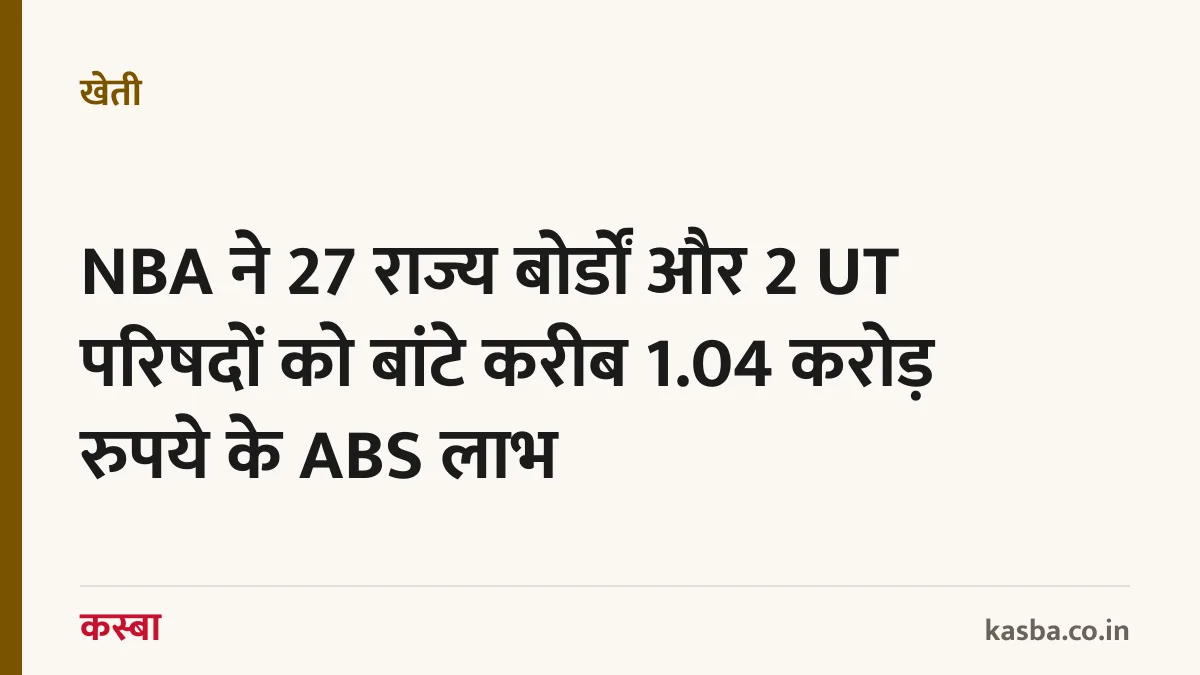 खेती
NBA ने 27 राज्य बोर्डों और 2 UT
परिषदों को बांटे करीब 1.04 करोड़
रुपये के ABS लाभ
कस्बा
kasba.co.in